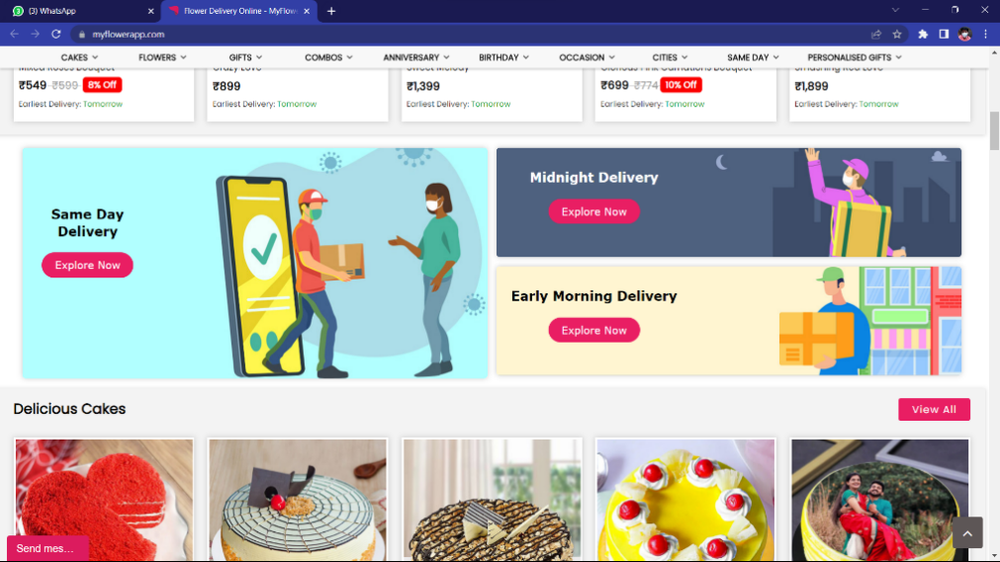 (3) WhatsApp
Flower Delivery Online - MyFlow
myflowerapp.com
CAKES FLOWERS GIFTS COMBOS ANNIVERSARY BIRTHDAY OCCASION CITIES SAME DAY PERSONALISED GIFTS
Mixed Roses Bouquet Crazy Love Sweet Melody Glorious Pink Carnations Bouquet Smashing Red Love
₹549 ₹599 8% Off ₹899 ₹1,399 ₹699 ₹774 10% Off ₹1,899
Earliest Delivery: Tomorrow Earliest Delivery: Tomorrow Earliest Delivery: Tomorrow Earliest Delivery: Tomorrow Earliest Delivery: Tomorrow
Same Day
Delivery
Explore Now
Midnight Delivery
Explore Now
Early Morning Delivery
Explore Now
Delicious Cakes
View All
Send mes...